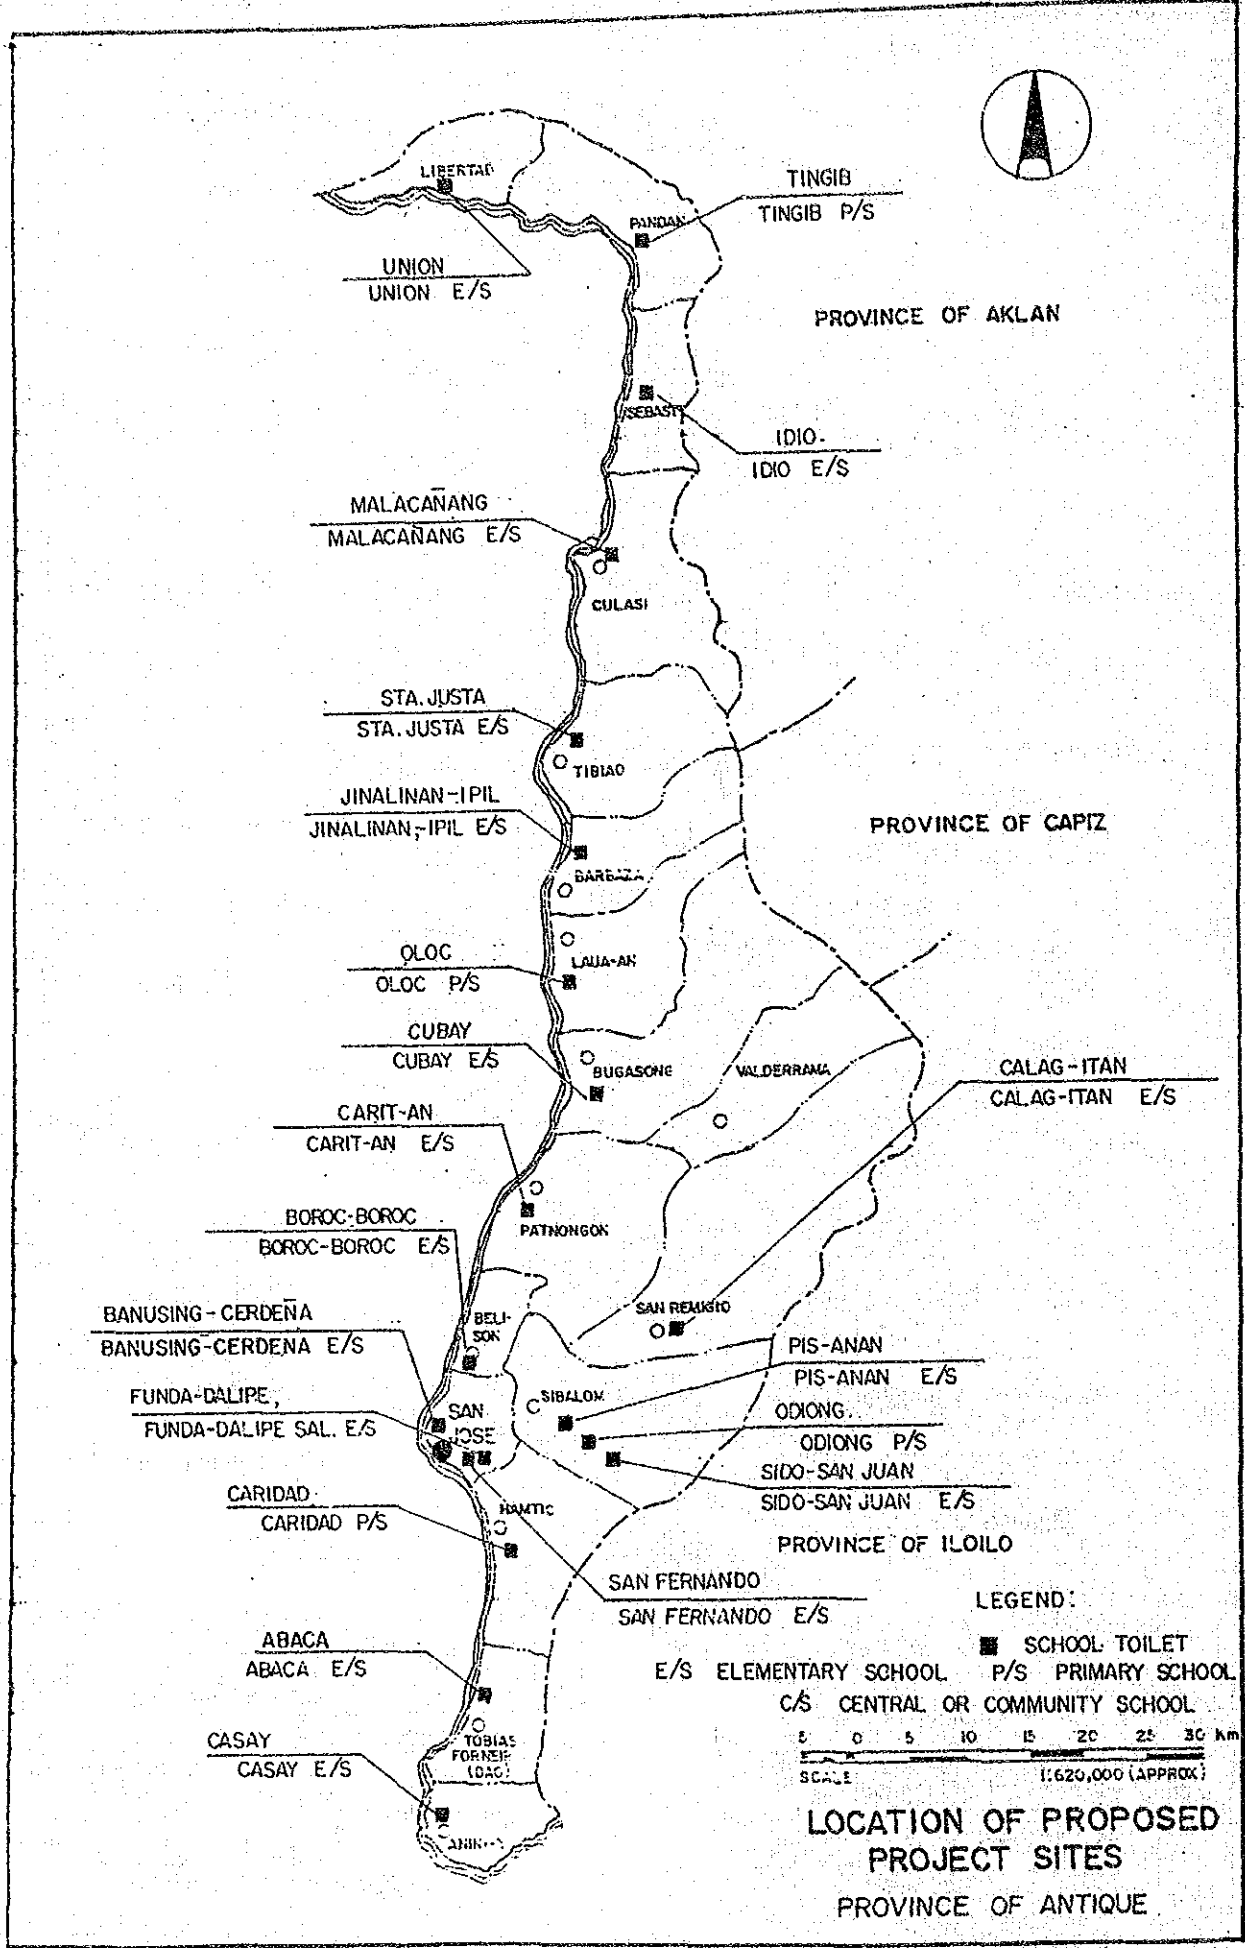 LIBERTAD
TINGIB
TINGIB P/S
PANDAN
UNION
UNION E/S
PROVINCE OF AKLAN
SEBAST
IDIO.
IDIO E/S
MALACAÑANG
MALACAÑANG E/S
CULASI
STA. JUSTA
STA. JUSTA E/S
TIBIAO
JINALINAN-IPIL
JINALINAN,-IPIL E/S
PROVINCE OF CAPIZ
BARBAZA
OLOC
OLOC P/S
LAUA-AN
CUBAY
CUBAY E/S
BUGASONG
VALDERRAMA
CALAG-ITAN
CALAG-ITAN E/S
CARIT-AN
CARIT-AN E/S
PATNONGON
BOROC-BOROC
BOROC-BOROC E/S
SAN REMIGIO
BANUSING-CERDEÑA
BANUSING-CERDENA E/S
BELI-
SON
PIS-ANAN
PIS-ANAN E/S
FUNDA-DALIPE,
FUNDA-DALIPE SAL. E/S
SAN
JOSE
SIBALOM
ODIONG.
ODIONG P/S
SIDO-SAN JUAN
SIDO-SAN JUAN E/S
CARIDAD
CARIDAD P/S
HAMTIC
PROVINCE OF ILOILO
SAN FERNANDO
SAN FERNANDO E/S
LEGEND:
SCHOOL TOILET
E/S ELEMENTARY SCHOOL P/S PRIMARY SCHOOL
C/S CENTRAL OR COMMUNITY SCHOOL
ABACA
ABACA E/S
TOBIAS
FORNIER
(DAO)
CASAY
CASAY E/S
5 0 5 10 15 20 25 30 Km
SCALE 1:620,000 (APPROX)
LOCATION OF PROPOSED
PROJECT SITES
PROVINCE OF ANTIQUE